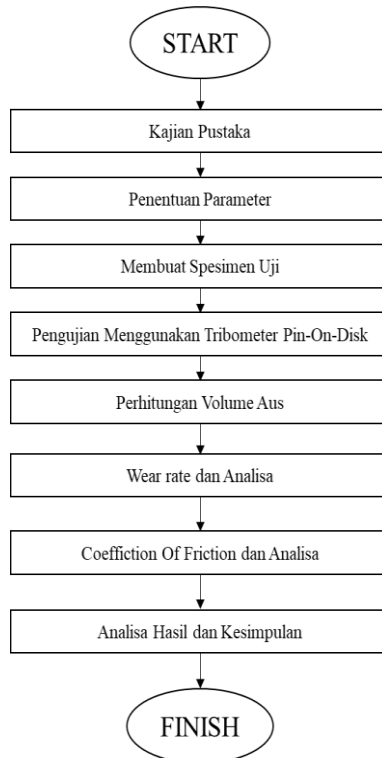 START
Kajian Pustaka
Penentuan Parameter
Membuat Spesimen Uji
Pengujian Menggunakan Tribometer Pin-On-Disk
Perhitungan Volume Aus
Wear rate dan Analisa
Coeffiction Of Friction dan Analisa
Analisa Hasil dan Kesimpulan
FINISH